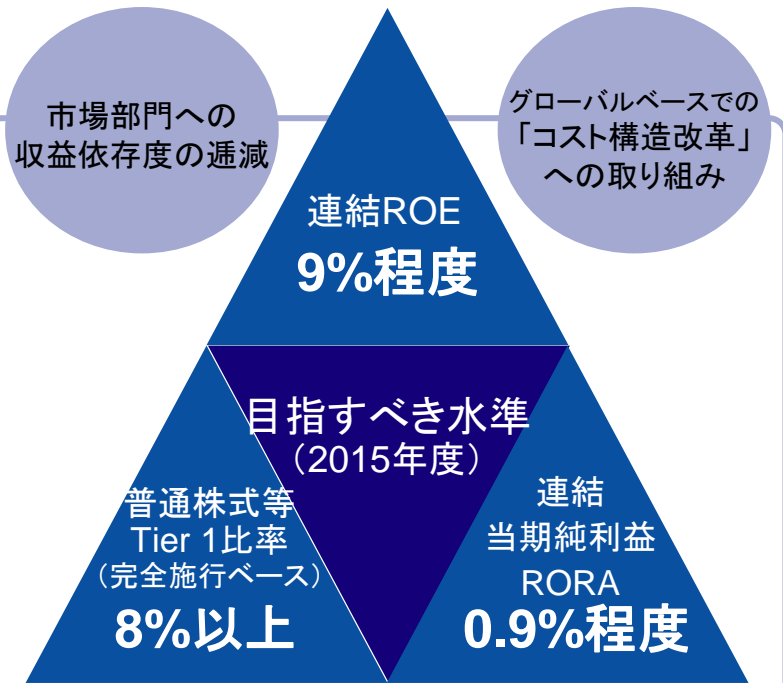 市場部門への
収益依存度の逓減
グローバルベースでの
「コスト構造改革」
への取り組み
連結ROE
9%程度
目指すべき水準
（2015年度）
普通株式等
Tier 1比率
（完全施行ベース）
8%以上
連結
当期純利益
RORA
0.9%程度